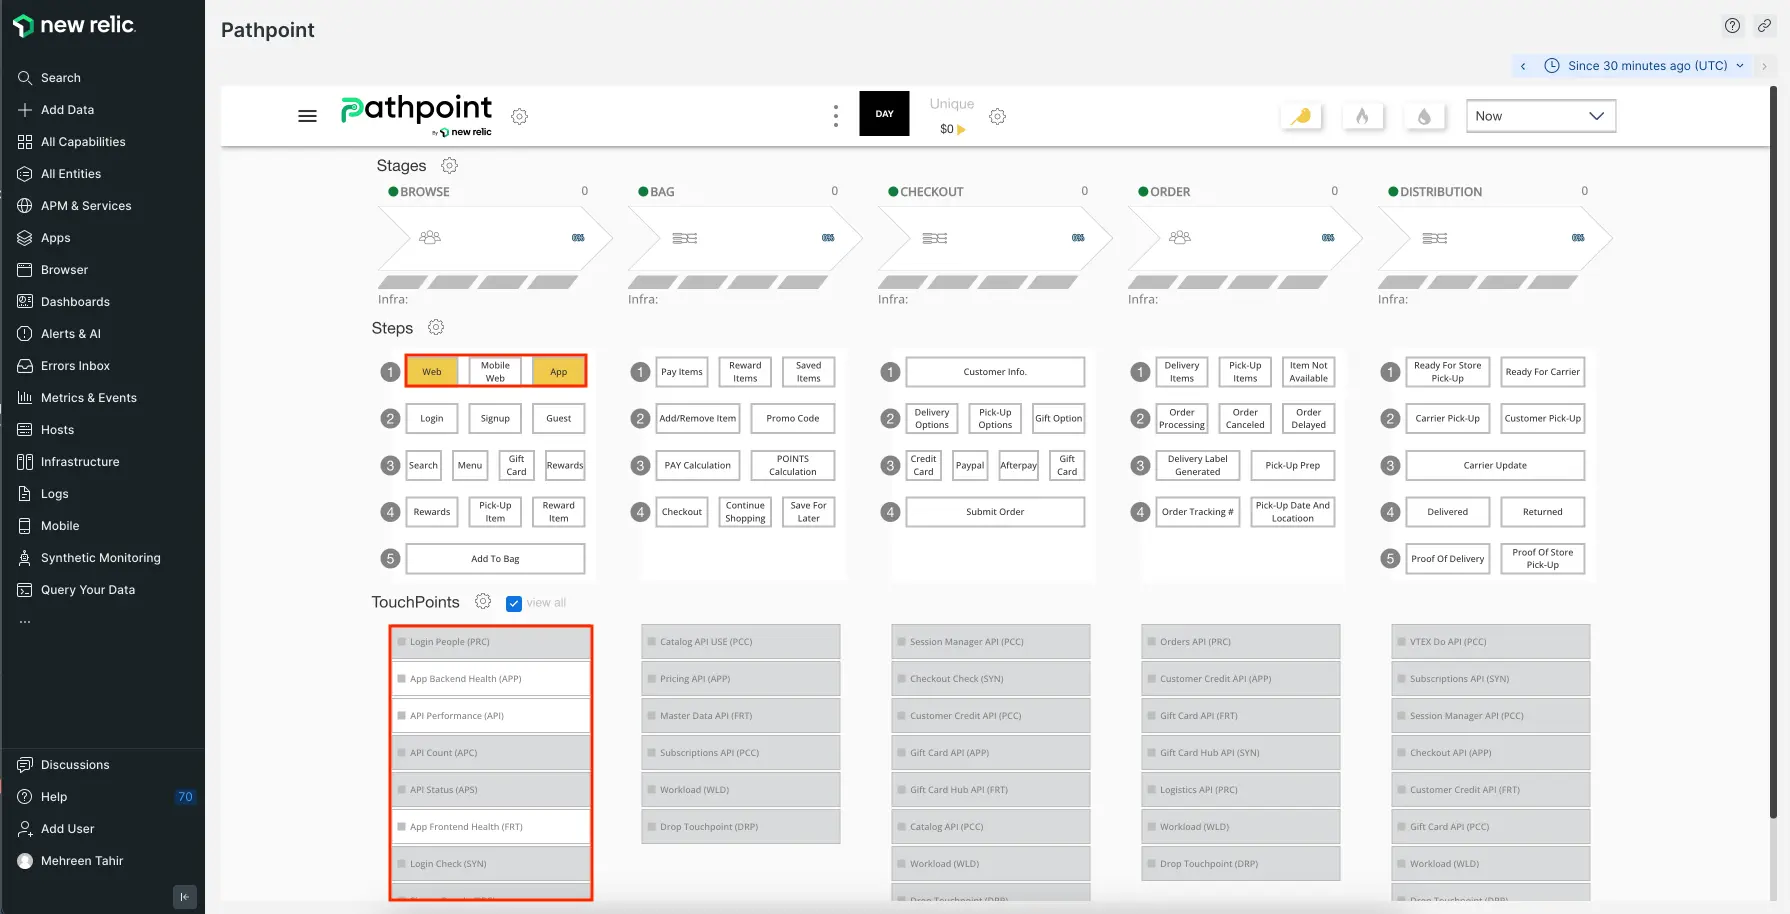 new relic.
Search
Add Data
All Capabilities
All Entities
APM & Services
Apps
Browser
Dashboards
Alerts & AI
Errors Inbox
Metrics & Events
Hosts
Infrastructure
Logs
Mobile
Synthetic Monitoring
Query Your Data
...
Discussions
Help 70
Add User
Mehreen Tahir
Pathpoint
Since 30 minutes ago (UTC)
Pathpoint
By new relic
DAY
Unique
$0
Now
Stages
BROWSE 0
BAG 0
CHECKOUT 0
ORDER 0
DISTRIBUTION 0
0% 0% 0% 0% 0%
Infra: Infra: Infra: Infra: Infra:
Steps
1 Web
Mobile
Web
App
2 Login Signup Guest
3 Search Menu
Gift
Card
Rewards
4 Rewards
Pick-Up
Item
Reward
Item
5 Add To Bag
1 Pay Items
Reward
Items
Saved
Items
2 Add/Remove Item Promo Code
3 PAY Calculation
POINTS
Calculation
4 Checkout
Continue
Shopping
Save For
Later
1 Customer Info.
2 Delivery
Options
Pick-Up
Options
Gift Option
3 Credit
Card
Paypal Afterpay
Gift
Card
4 Submit Order
1 Delivery
Items
Pick-Up
Items
Item Not
Available
2 Order
Processing
Order
Canceled
Order
Delayed
3 Delivery Label
Generated
Pick-Up Prep
4 Order Tracking #
Pick-Up Date And
Locatioon
1 Ready For Store
Pick-Up
Ready For Carrier
2 Carrier Pick-Up Customer Pick-Up
3 Carrier Update
4 Delivered Returned
5 Proof Of Delivery
Proof Of Store
Pick-Up
TouchPoints view all
Login People (PRC)
App Backend Health (APP)
API Performance (API)
API Count (APC)
API Status (APS)
App Frontend Health (FRT)
Login Check (SYN)
Catalog API USE (PCC)
Pricing API (APP)
Master Data API (FRT)
Subscriptions API (PCC)
Workload (WLD)
Drop Touchpoint (DRP)
Session Manager API (PCC)
Checkout Check (SYN)
Customer Credit API (PCC)
Gift Card API (APP)
Gift Card Hub API (FRT)
Catalog API (PCC)
Workload (WLD)
Drop Touchpoint (DRP)
Orders API (PRC)
Customer Credit API (APP)
Gift Card API (FRT)
Gift Card Hub API (SYN)
Logistics API (PRC)
Workload (WLD)
Drop Touchpoint (DRP)
VTEX Do API (PCC)
Subscriptions API (SYN)
Session Manager API (PCC)
Checkout API (APP)
Customer Credit API (FRT)
Gift Card API (PCC)
Workload (WLD)
Drop Touchpoint (DRP)